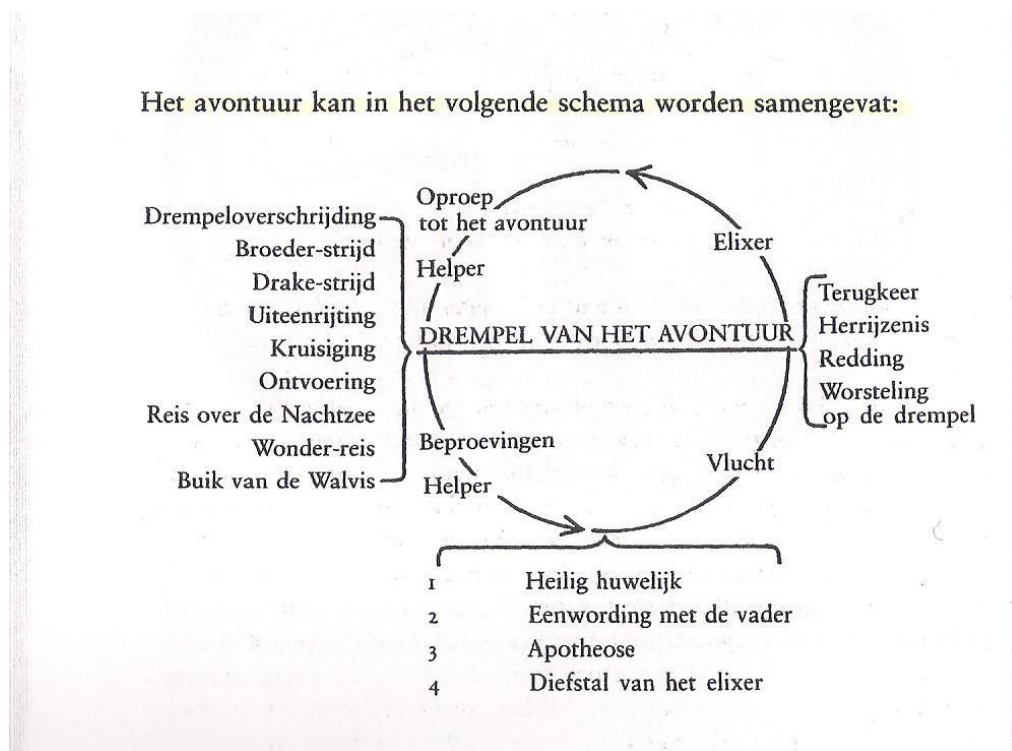 Het avontuur kan in het volgende schema worden samengevat:
Oproep
tot het avontuur
Helper
Drempeloverschrijding
Broeder-strijd
Drake-strijd
Uiteenrijting
Kruisiging
Ontvoering
Reis over de Nachtzee
Wonder-reis
Buik van de Walvis
Elixer
DREMPEL VAN HET AVONTUUR
Terugkeer
Herrijzenis
Redding
Worsteling
op de drempel
Beproevingen
Helper
Vlucht
1 Heilig huwelijk
2 Eenwording met de vader
3 Apotheose
4 Diefstal van het elixer